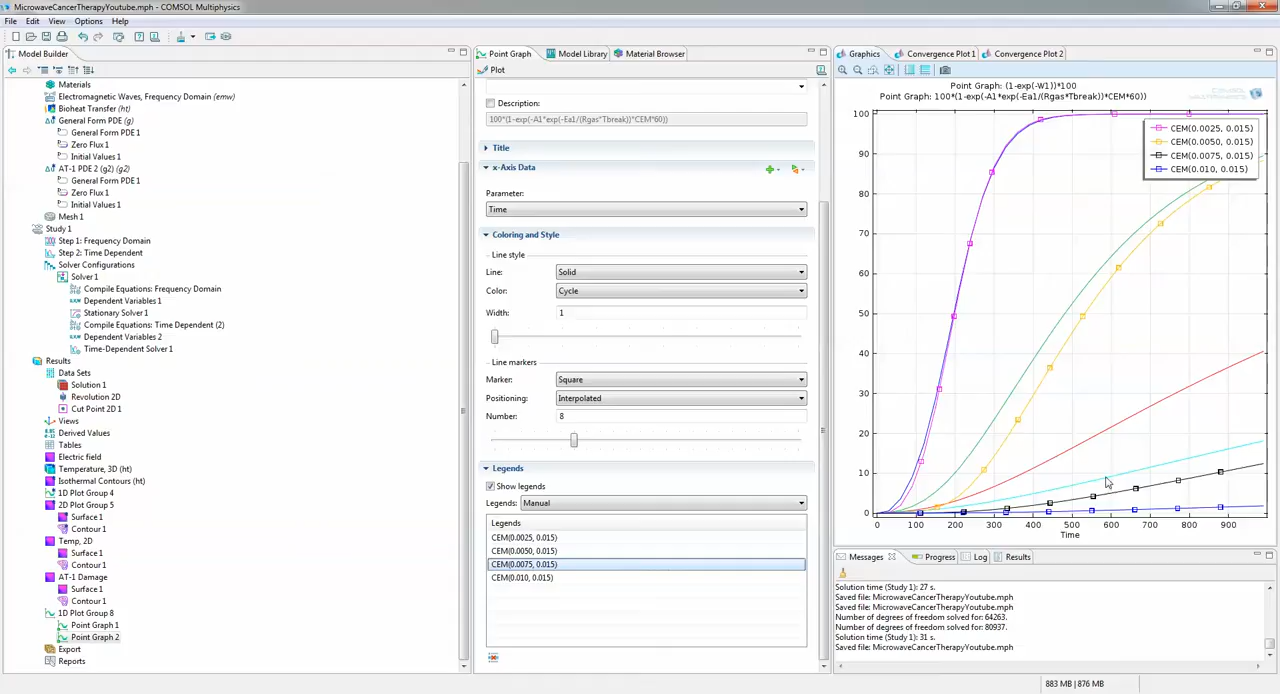 MicrowaveCancerTherapyYoutube.mph - COMSOL Multiphysics
File Edit View Options Help
Model Builder
Materials
Electromagnetic Waves, Frequency Domain (emw)
Bioheat Transfer (ht)
General Form PDE (g)
General Form PDE 1
Zero Flux 1
Initial Values 1
AT-1 PDE 2 (g2) (g2)
General Form PDE 1
Zero Flux 1
Initial Values 1
Mesh 1
Study 1
Step 1: Frequency Domain
Step 2: Time Dependent
Solver Configurations
Solver 1
Compile Equations: Frequency Domain
Dependent Variables 1
Stationary Solver 1
Compile Equations: Time Dependent (2)
Dependent Variables 2
Time-Dependent Solver 1
Results
Data Sets
Solution 1
Revolution 2D
Cut Point 2D 1
Views
Derived Values
Tables
Electric field
Temperature, 3D (ht)
Isothermal Contours (ht)
1D Plot Group 4
2D Plot Group 5
Surface 1
Contour 1
Temp, 2D
Surface 1
Contour 1
AT-1 Damage
Surface 1
Contour 1
1D Plot Group 8
Point Graph 1
Point Graph 2
Export
Reports
Point Graph Model Library Material Browser
Plot
Description:
100*(1-exp(-A1*exp(-Ea1/(Rgas*Tbreak))*CEM*60))
Title
x-Axis Data
Parameter:
Time
Coloring and Style
Line style
Line: Solid
Color: Cycle
Width: 1
Line markers
Marker: Square
Positioning: Interpolated
Number: 8
Legends
Show legends
Legends: Manual
Legends
CEM(0.0025, 0.015)
CEM(0.0050, 0.015)
CEM(0.0075, 0.015)
CEM(0.010, 0.015)
Graphics Convergence Plot 1 Convergence Plot 2
Point Graph: (1-exp(-W1))*100
Point Graph: 100*(1-exp(-A1*exp(-Ea1/(Rgas*Tbreak))*CEM*60))
CEM(0.0025, 0.015)
CEM(0.0050, 0.015)
CEM(0.0075, 0.015)
CEM(0.010, 0.015)
100
90
80
70
60
50
40
30
20
10
0
0 100 200 300 400 500 600 700 800 900
Time
Messages Progress Log Results
Solution time (Study 1): 27 s.
Saved file: MicrowaveCancerTherapyYoutube.mph
Saved file: MicrowaveCancerTherapyYoutube.mph
Number of degrees of freedom solved for: 64263.
Number of degrees of freedom solved for: 80937.
Solution time (Study 1): 31 s.
Saved file: MicrowaveCancerTherapyYoutube.mph
883 MB | 876 MB